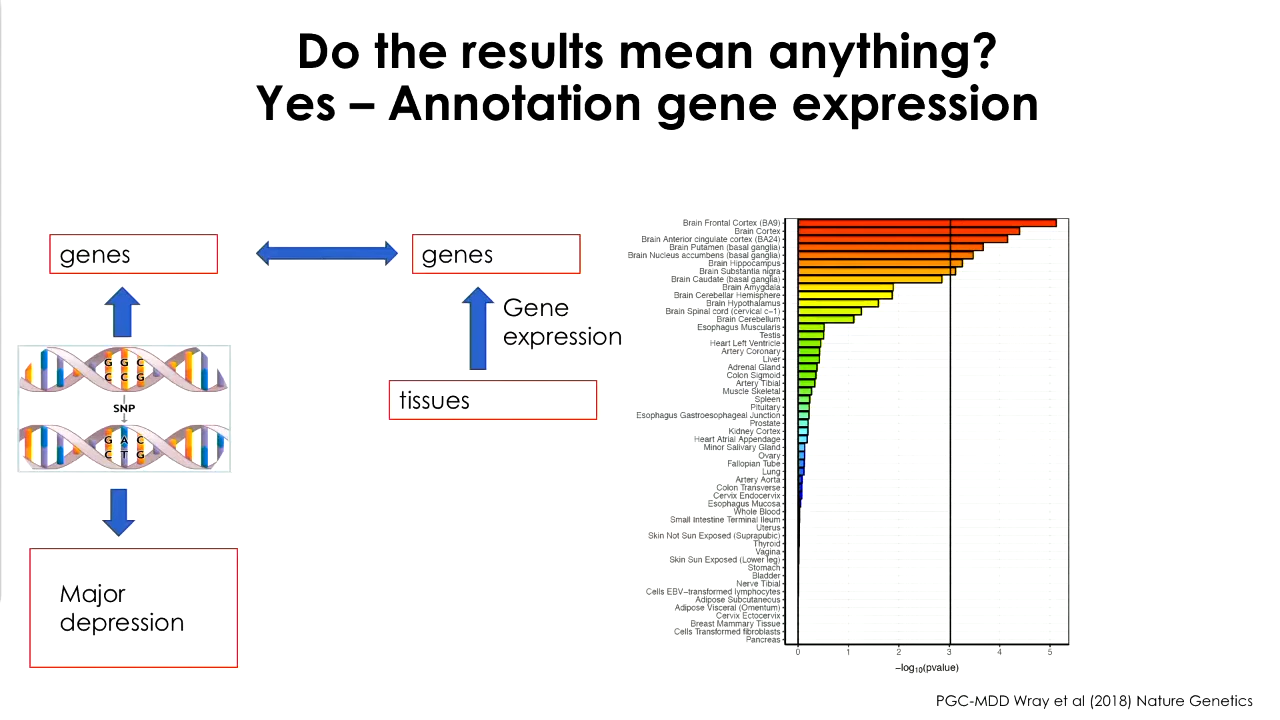 Do the results mean anything?
Yes – Annotation gene expression
genes
genes
Gene
expression
tissues
G G C
C C G
SNP
G A C
C T G
Major
depression
Brain Frontal Cortex (BA9)
Brain Cortex
Brain Anterior cingulate cortex (BA24)
Brain Putamen (basal ganglia)
Brain Nucleus accumbens (basal ganglia)
Brain Hippocampus
Brain Substantia nigra
Brain Caudate (basal ganglia)
Brain Amygdala
Brain Cerebellar Hemisphere
Brain Hypothalamus
Brain Spinal cord (cervical c−1)
Brain Cerebellum
Esophagus Muscularis
Testis
Heart Left Ventricle
Artery Coronary
Liver
Adrenal Gland
Colon Sigmoid
Artery Tibial
Muscle Skeletal
Spleen
Pituitary
Esophagus Gastroesophageal Junction
Prostate
Kidney Cortex
Heart Atrial Appendage
Minor Salivary Gland
Ovary
Fallopian Tube
Lung
Artery Aorta
Colon Transverse
Cervix Endocervix
Esophagus Mucosa
Whole Blood
Small Intestine Terminal Ileum
Uterus
Skin Not Sun Exposed (Suprapubic)
Thyroid
Vagina
Skin Sun Exposed (Lower leg)
Stomach
Bladder
Nerve Tibial
Cells EBV−transformed lymphocytes
Adipose Subcutaneous
Adipose Visceral (Omentum)
Cervix Ectocervix
Breast Mammary Tissue
Cells Transformed fibroblasts
Pancreas
0 1 2 3 4 5
−log₁₀(pvalue)
PGC-MDD Wray et al (2018) Nature Genetics